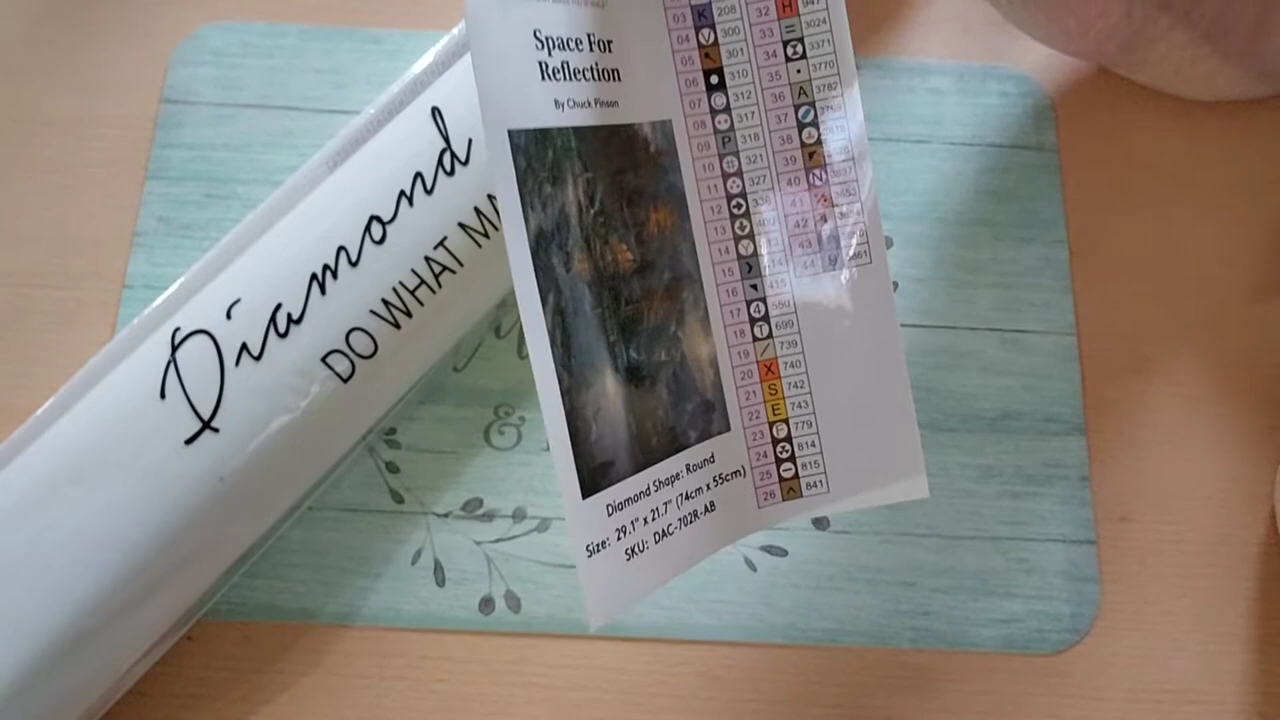 Diamond
DO WHAT
Space For
Reflection
By Chuck Pinson
Diamond Shape: Round
Size: 29.1" x 21.7" (74cm x 55cm)
SKU: DAC-702R-AB
03 K 208
04 V 300
05 301
06 310
07 C 312
08 317
09 P 318
10 # 321
11 327
12
13
14 Y
15
16 415
17 4 550
18 T 699
19 / 739
20 X 740
21 S 742
22 E 743
23 F 779
24 814
25 815
26 ^ 841
32 H 947
33 = 3024
34 3371
35 3770
36 A 3782
37
38
39
40 N 3837
41
42
43
44
&